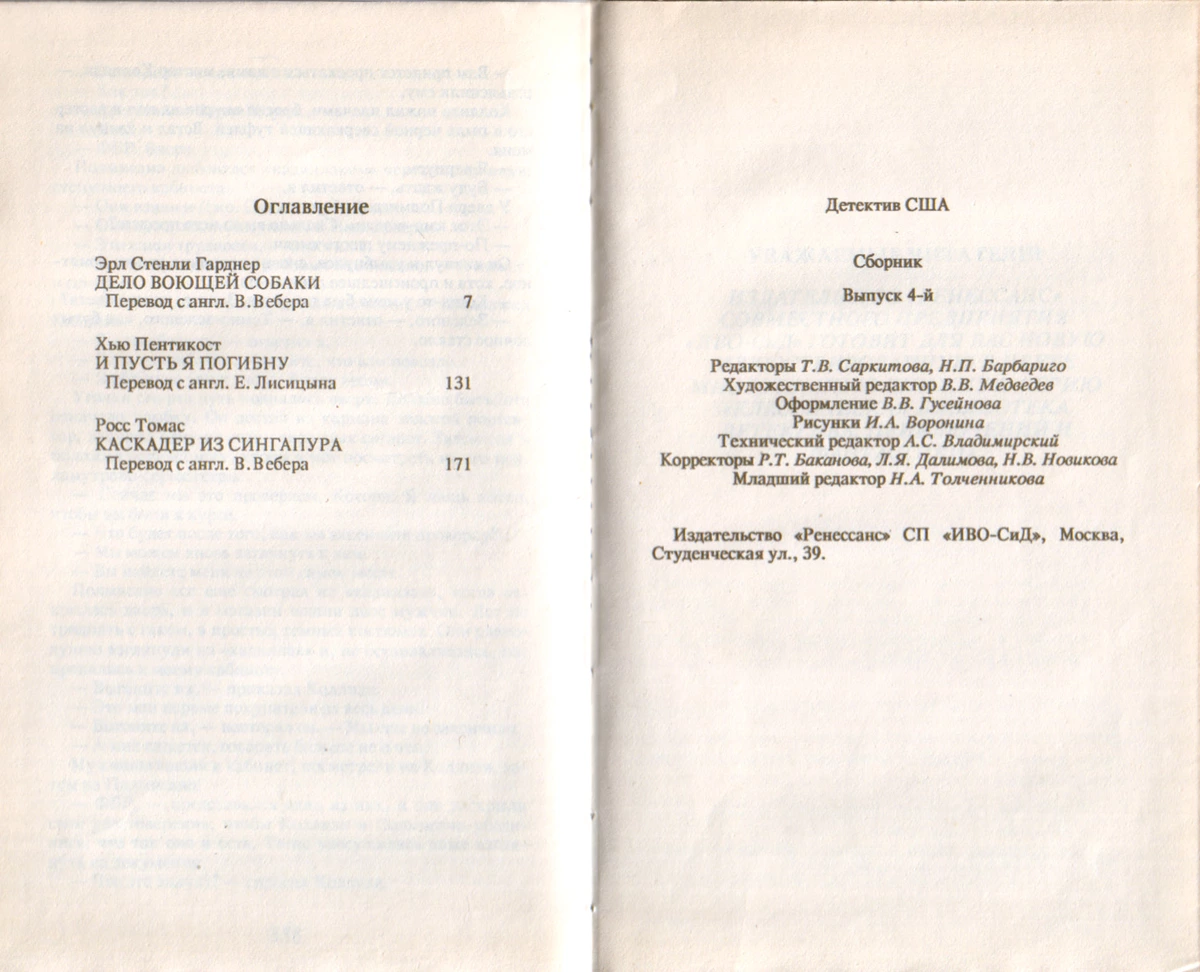 Оглавление
Эрл Стенли Гарднер
ДЕЛО ВОЮЩЕЙ СОБАКИ
Перевод с англ. В. Вебера 7
Хью Пентикост
И ПУСТЬ Я ПОГИБНУ
Перевод с англ. Е. Лисицына 131
Росс Томас
КАСКАДЕР ИЗ СИНГАПУРА
Перевод с англ. В. Вебера 171
Детектив США
Сборник
Выпуск 4-й
Редакторы Т.В. Саркитова, Н.П. Барбариго
Художественный редактор В.В. Медведев
Оформление В.В. Гусейнова
Рисунки И.А. Воронина
Технический редактор А.С. Владимирский
Корректоры Р.Т. Баканова, Л.Я. Далимова, Н.В. Новикова
Младший редактор Н.А. Толченникова
Издательство «Ренессанс» СП «ИВО-СиД», Москва,
Студенческая ул., 39.